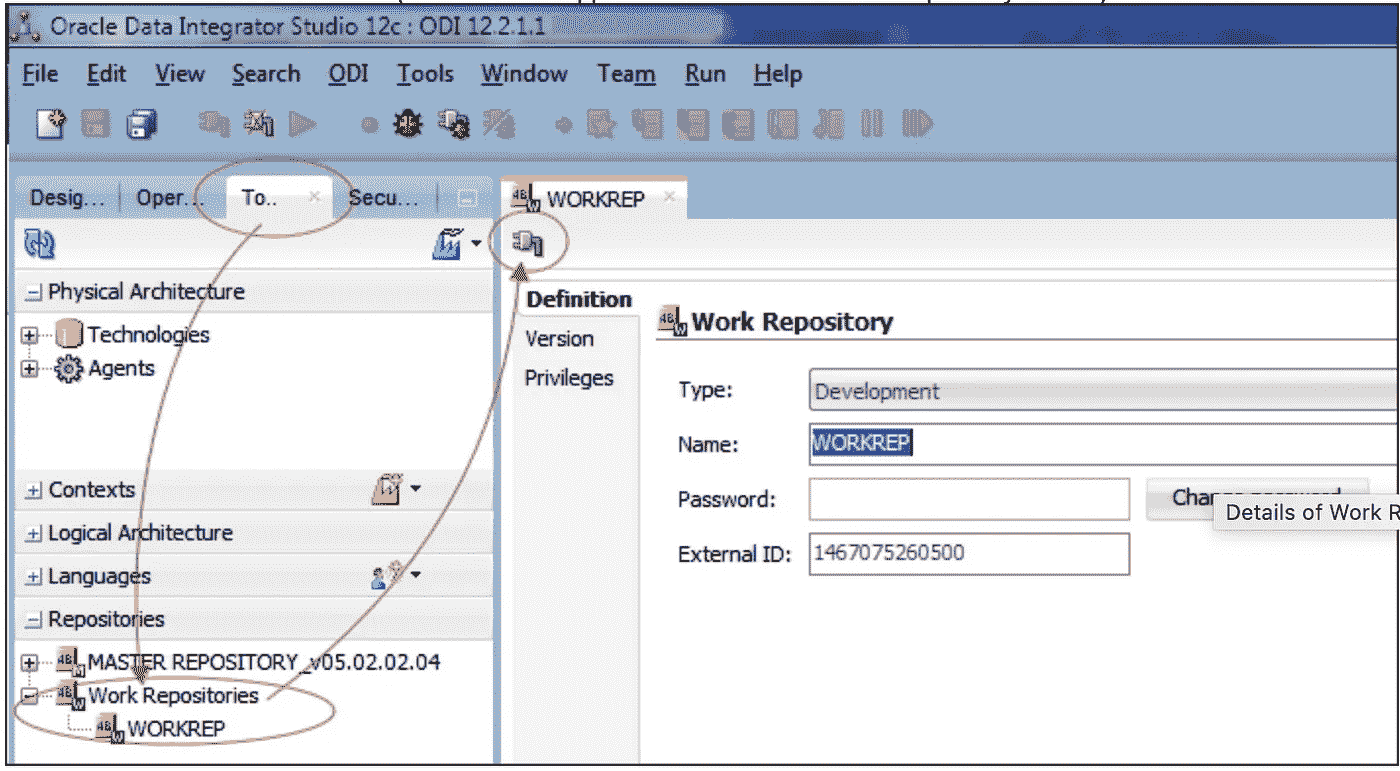 Oracle Data Integrator Studio 12c : ODI 12.2.1.1
File Edit View Search ODI Tools Window Team Run Help
Desig... Oper... To.. Secu... WORKREP
Physical Architecture
Definition
Work Repository
Technologies
Version
Agents
Privileges
Type: Development
Name: WORKREP
Contexts
Password:
Details of Work R
Logical Architecture
External ID: 1467075260500
Languages
Repositories
MASTER REPOSITORY_v05.02.02.04
Work Repositories
WORKREP